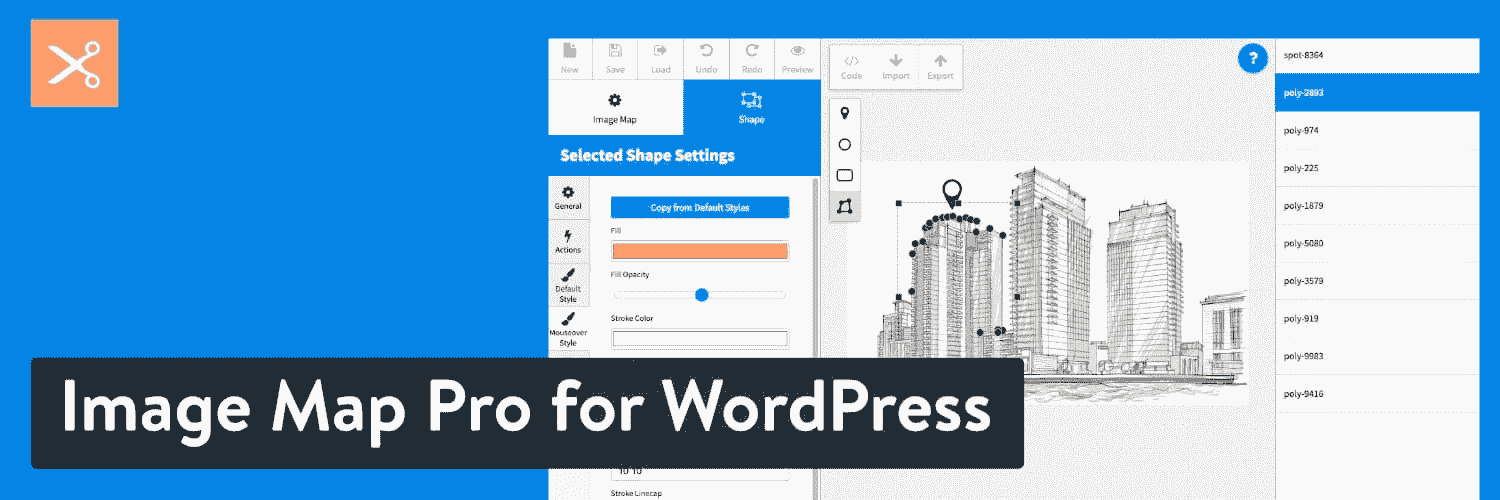 New Save Load Undo Redo Preview
Code Import Export
?
Image Map Shape
Selected Shape Settings
General
Actions
Default
Style
Mouseover
Style
Copy from Default Styles
Fill
Fill Opacity
Stroke Color
Stroke Linecap
spot-8364
poly-2893
poly-974
poly-225
poly-1879
poly-5080
poly-3579
poly-919
poly-9983
poly-9416
Image Map Pro for WordPress